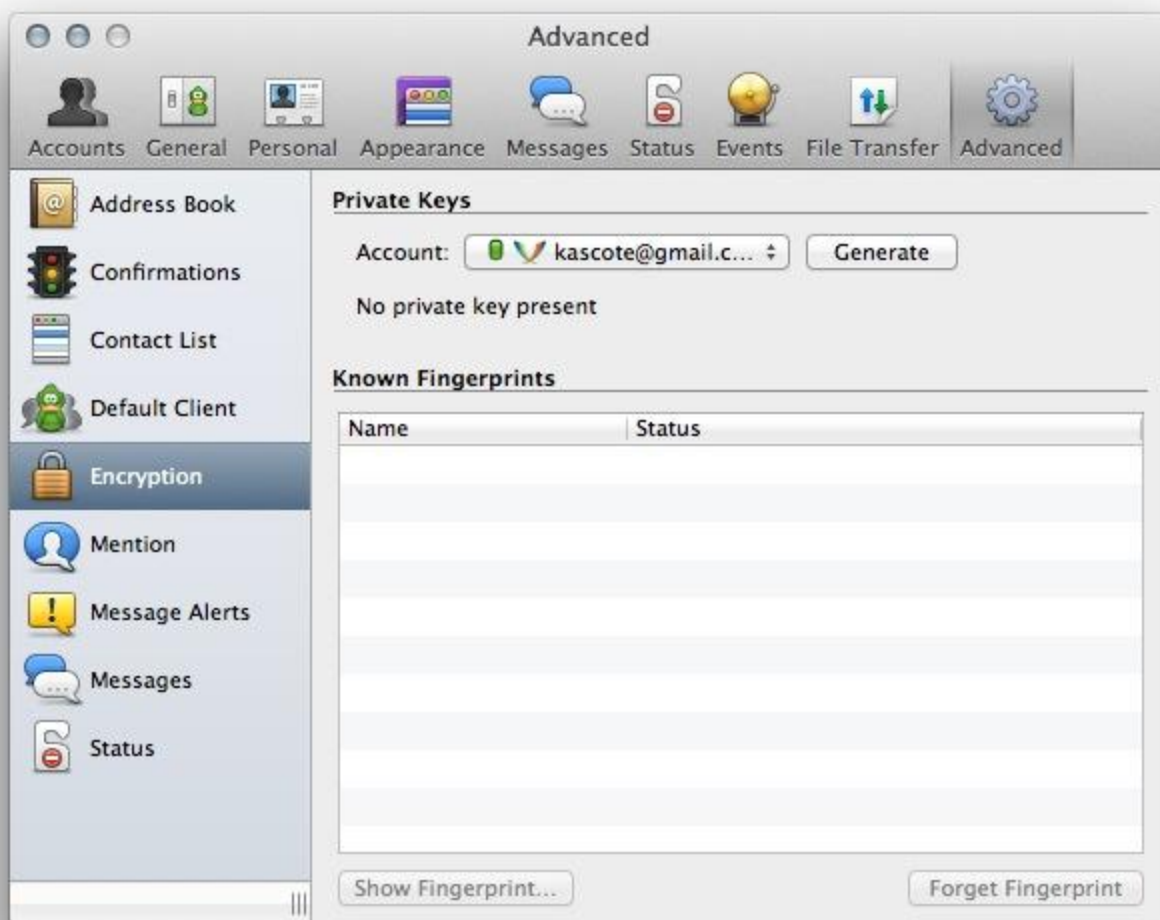 Advanced
Accounts General Personal Appearance Messages Status Events File Transfer Advanced
Address Book
Confirmations
Contact List
Default Client
Encryption
Mention
Message Alerts
Messages
Status
Private Keys
Account: kascote@gmail.c... Generate
No private key present
Known Fingerprints
Name Status
Show Fingerprint... Forget Fingerprint